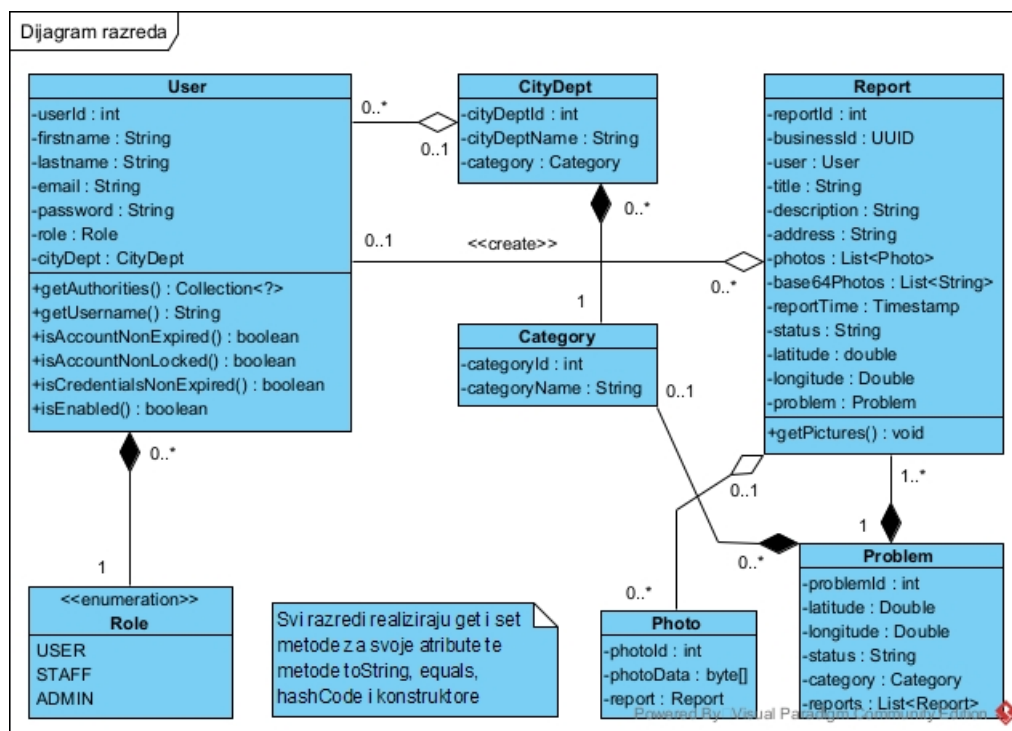 Dijagram razreda
User
-userId : int
-firstname : String
-lastname : String
-email : String
-password : String
-role : Role
-cityDept : CityDept
+getAuthorities() : Collection<?>
+getUsername() : String
+isAccountNonExpired() : boolean
+isAccountNonLocked() : boolean
+isCredentialsNonExpired() : boolean
+isEnabled() : boolean
0..*
0..1
CityDept
-cityDeptId : int
-cityDeptName : String
-category : Category
0..*
1
0..1
<<create>>
0..*
Report
-reportId : int
-businessId : UUID
-user : User
-title : String
-description : String
-address : String
-photos : List<Photo>
-base64Photos : List<String>
-reportTime : Timestamp
-status : String
-latitude : double
-longitude : Double
-problem : Problem
+getPictures() : void
Category
-categoryId : int
-categoryName : String
0..1
0..*
0..1
0..*
1..*
1
0..*
1
<<enumeration>>
Role
USER
STAFF
ADMIN
Svi razredi realiziraju get i set
metode za svoje atribute te
metode toString, equals,
hashCode i konstruktore
Photo
-photoId : int
-photoData : byte[]
-report : Report
Problem
-problemId : int
-latitude : Double
-longitude : Double
-status : String
-category : Category
-reports : List<Report>
Powered By Visual Paradigm Community Edition